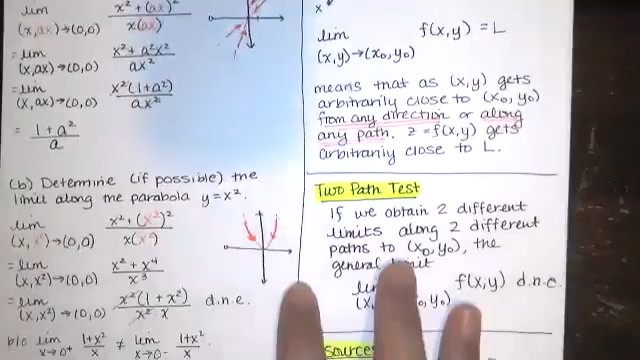 lim x² + (ax)²
(x,ax)→(0,0) x(ax)
= lim x² + a²x²
(x,ax)→(0,0) ax²
= lim x²(1+a²)
(x,ax)→(0,0) ax²
= 1+a²
a
(b) Determine (if possible) the
limit along the parabola y=x².
lim x² + (x²)²
(x, )→(0,0) x(x²)
= lim x² + x⁴
(x,x²)→(0,0) x³
= lim x²(1 + x²) d.n.e.
(x,x²)→(0,0) x²·x
b/c lim 1+x² ≠ lim 1+x²
x→0⁺ x x→0⁻ x
x
lim f(x,y) = L
(x,y)→(x₀,y₀)
means that as (x,y) gets
arbitrarily close to (x₀,y₀)
from any direction or along
any path, z = f(x,y) gets
arbitrarily close to L.
Two Path Test
If we obtain 2 different
limits along 2 different
paths to (x₀,y₀), the
general limit
f(x,y) d.n.e.
(x, y₀)
Sources